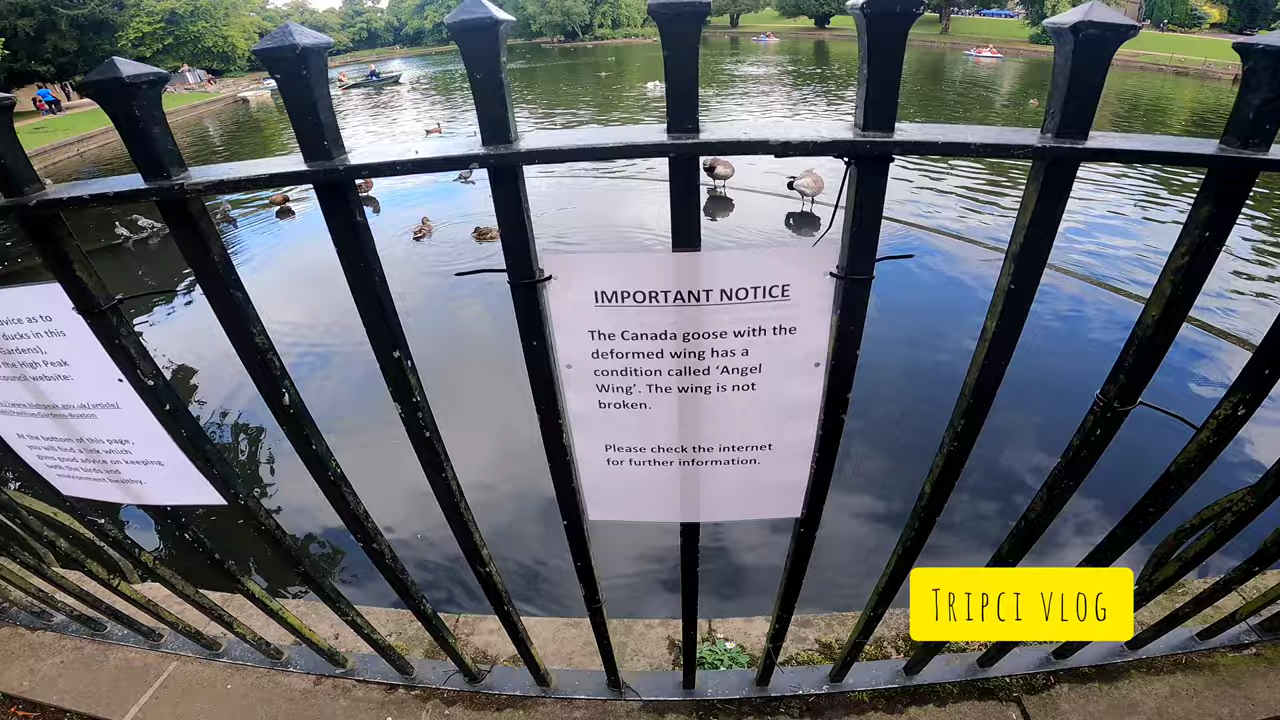 vice as to
ducks in this
Gardens),
the High Peak
council website:
At the bottom of this page,
you will find a link which
gives good advice on keeping
both the birds and
environment healthy.
IMPORTANT NOTICE
The Canada goose with the
deformed wing has a
condition called ‘Angel
Wing’. The wing is not
broken.
Please check the internet
for further information.
TRIPCI VLOG